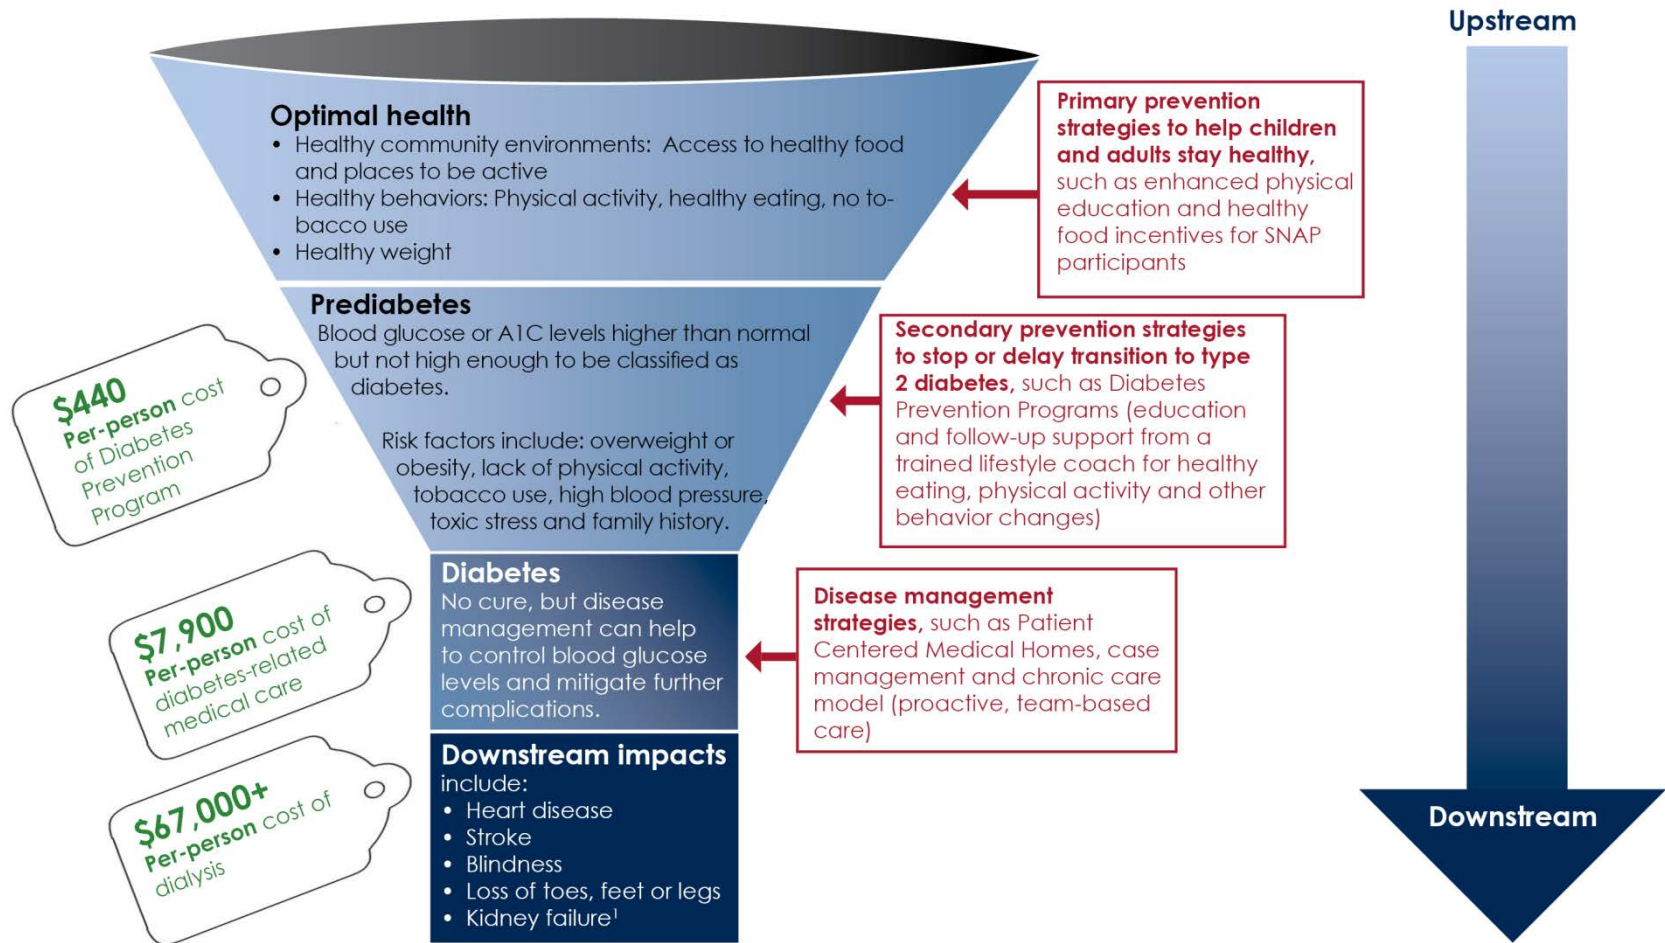 Upstream
Optimal health
• Healthy community environments: Access to healthy food
and places to be active
• Healthy behaviors: Physical activity, healthy eating, no to-
bacco use
• Healthy weight
Primary prevention
strategies to help children
and adults stay healthy,
such as enhanced physical
education and healthy
food incentives for SNAP
participants
Prediabetes
Blood glucose or A1C levels higher than normal
but not high enough to be classified as
diabetes.
Risk factors include: overweight or
obesity, lack of physical activity,
tobacco use, high blood pressure,
toxic stress and family history.
Secondary prevention strategies
to stop or delay transition to type
2 diabetes, such as Diabetes
Prevention Programs (education
and follow-up support from a
trained lifestyle coach for healthy
eating, physical activity and other
behavior changes)
$440
Per-person cost
of Diabetes
Prevention
Program
Diabetes
No cure, but disease
management can help
to control blood glucose
levels and mitigate further
complications.
Disease management
strategies, such as Patient
Centered Medical Homes, case
management and chronic care
model (proactive, team-based
care)
$7,900
Per-person cost of
diabetes-related
medical care
Downstream impacts
include:
• Heart disease
• Stroke
• Blindness
• Loss of toes, feet or legs
• Kidney failure¹
$67,000+
Per-person cost of
dialysis
Downstream